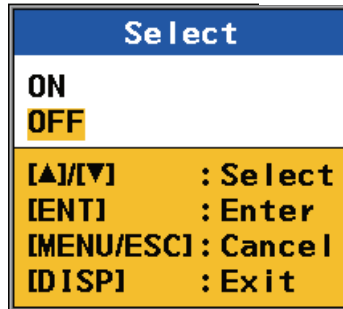 Select
ON
OFF
[▲]/[▼] :Select
[ENT] :Enter
[MENU/ESC]:Cancel
[DISP] :Exit